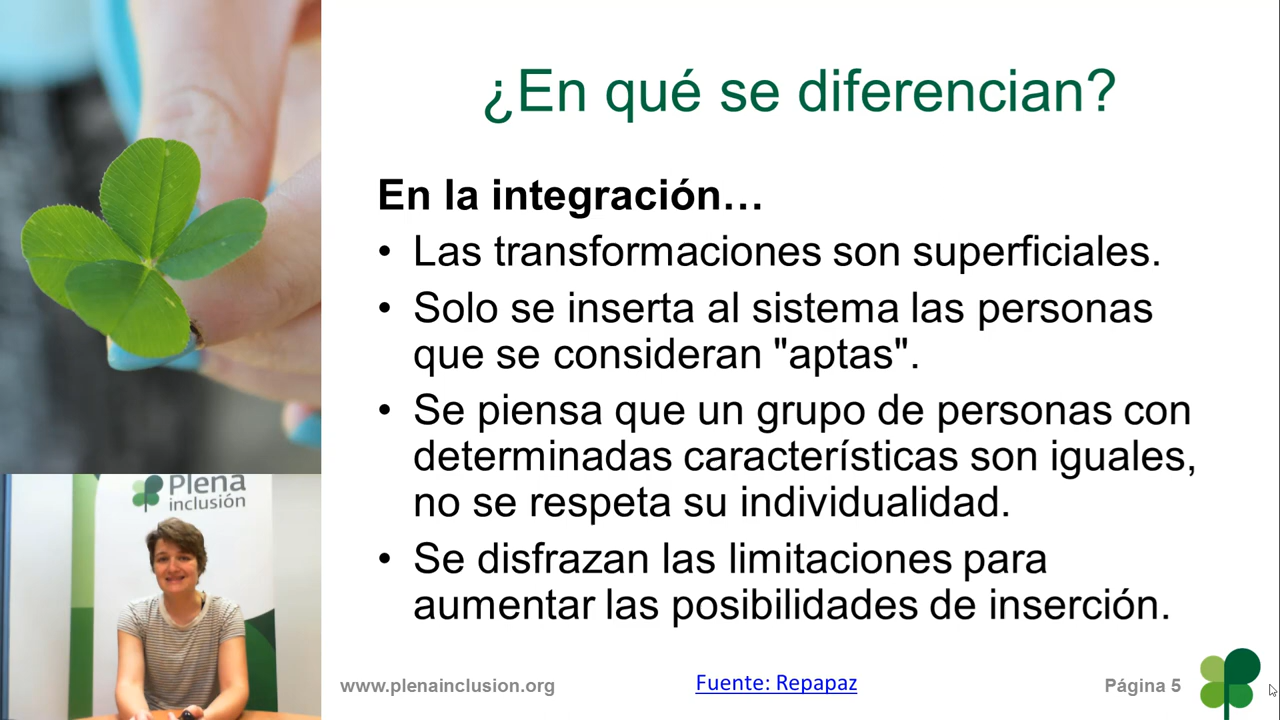 ¿En qué se diferencian?
En la integración…
• Las transformaciones son superficiales.
• Solo se inserta al sistema las personas
que se consideran "aptas".
• Se piensa que un grupo de personas con
determinadas características son iguales,
no se respeta su individualidad.
• Se disfrazan las limitaciones para
aumentar las posibilidades de inserción.
Plena
inclusión
www.plenainclusion.org
Fuente: Repapaz
Página 5